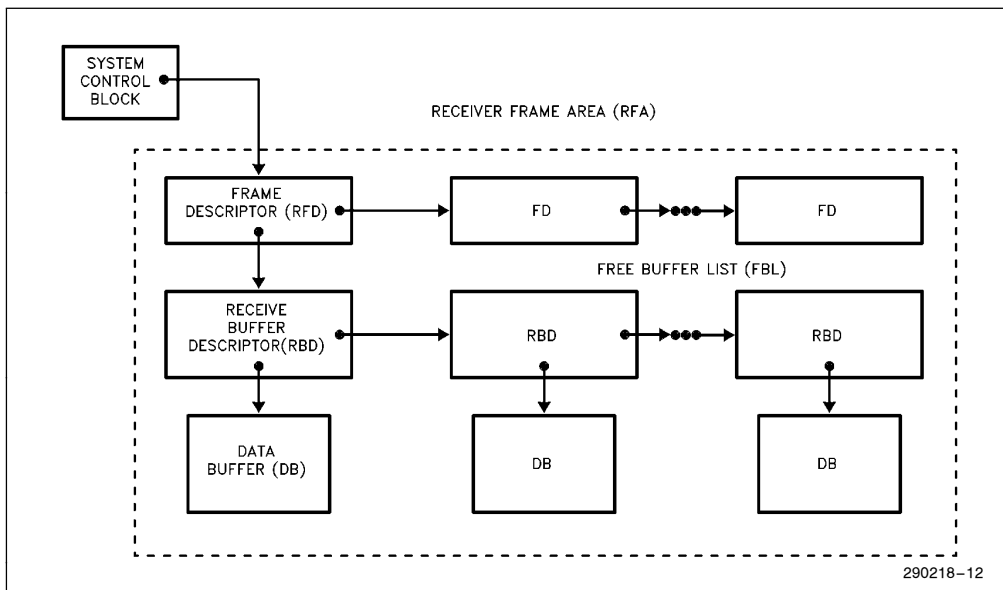 SYSTEM
CONTROL
BLOCK
RECEIVER FRAME AREA (RFA)
FRAME
DESCRIPTOR (RFD)
FD
FD
FREE BUFFER LIST (FBL)
RECEIVE
BUFFER
DESCRIPTOR(RBD)
RBD
RBD
DATA
BUFFER (DB)
DB
DB
290218–12